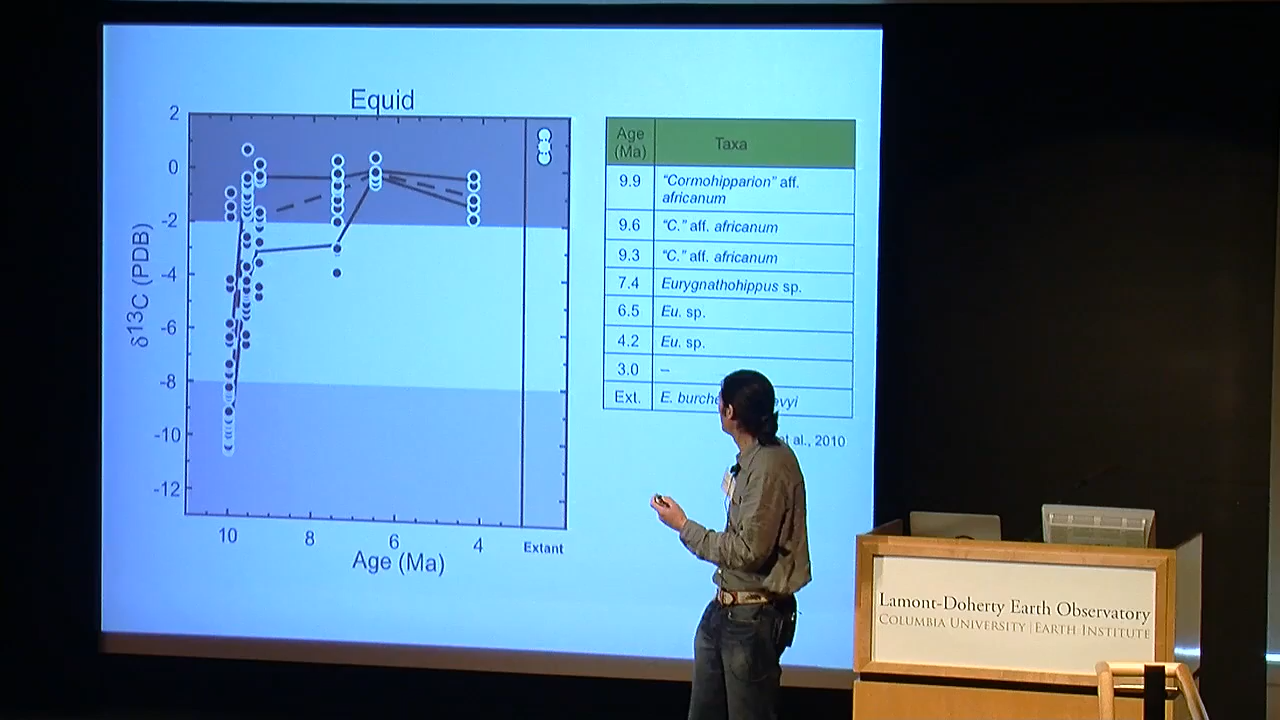 Equid
2
0
-2
-4
-6
-8
-10
-12
δ13C (PDB)
10 8 6 4 Extant
Age (Ma)
Age (Ma) Taxa
9.9 “Cormohipparion” aff. africanum
9.6 “C.” aff. africanum
9.3 “C.” aff. africanum
7.4 Eurygnathohippus sp.
6.5 Eu. sp.
4.2 Eu. sp.
3.0 –
Ext. E. burche
et al., 2010
Lamont-Doherty Earth Observatory
Columbia University | Earth Institute